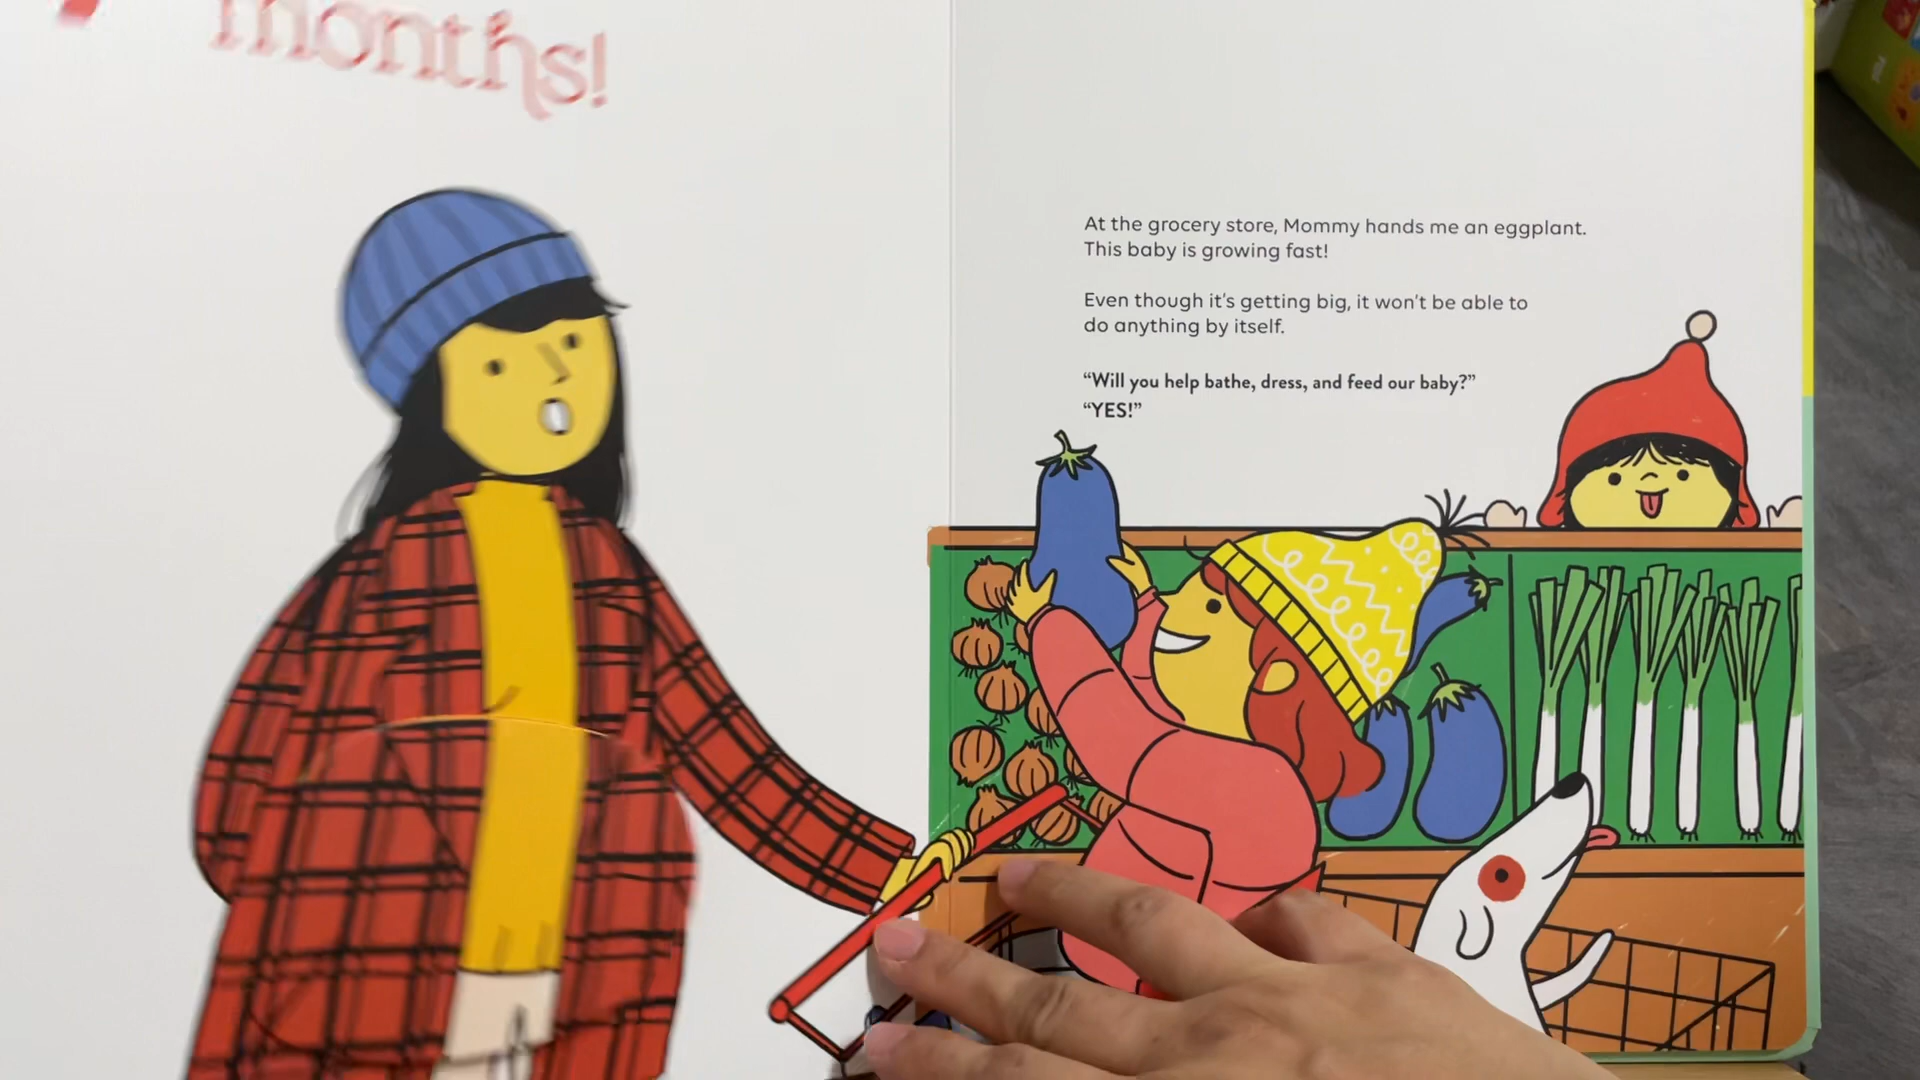 months!
At the grocery store, Mommy hands me an eggplant.
This baby is growing fast!
Even though it's getting big, it won't be able to
do anything by itself.
“Will you help bathe, dress, and feed our baby?”
“YES!”